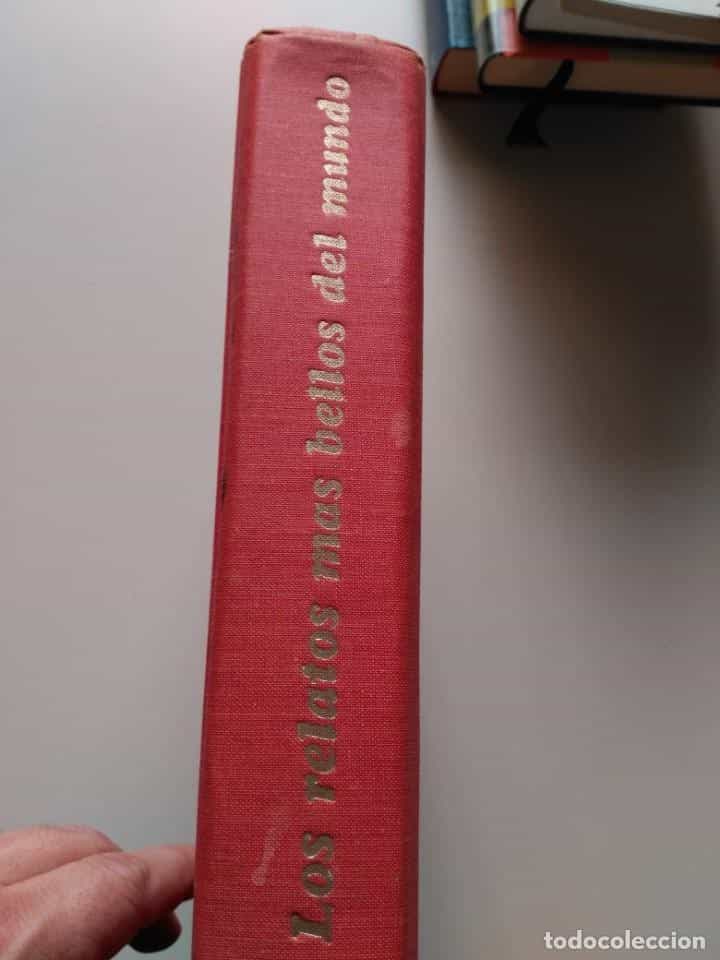 Los relatos mas bellos del mundo
todocoleccion